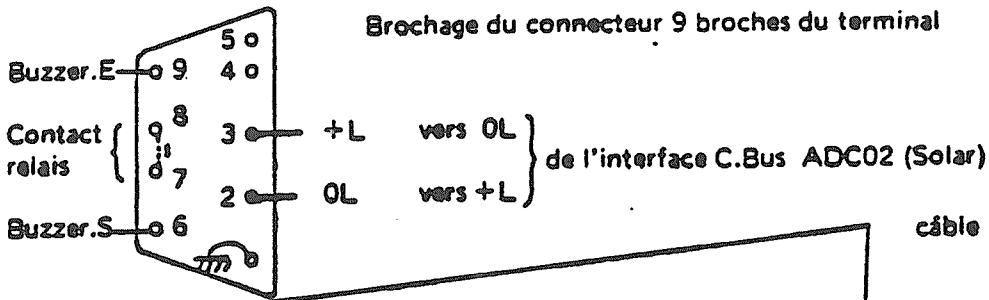 Brochage du connecteur 9 broches du terminal
5
Buzzer.E 9 4
Contact relais 8 3 +L vers 0L
7
de l'interface C.Bus ADC02 (Solar)
2 0L vers +L
Buzzer.S 6
câble